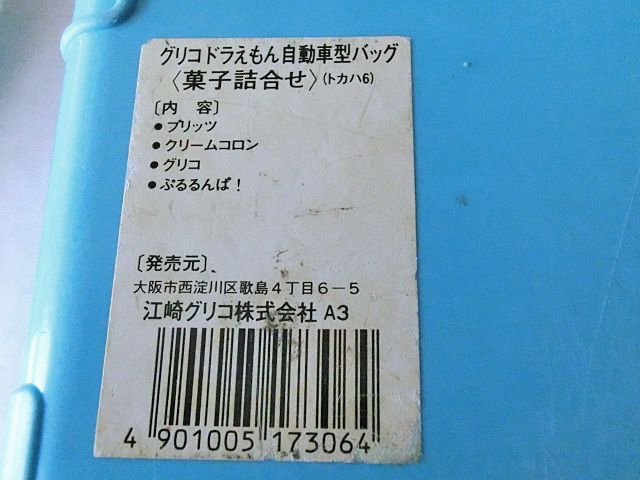 グリコドラえもん自動車型バッグ
〈菓子詰合せ〉(トカハ6)
〔内 容〕
●プリッツ
●クリームコロン
●グリコ
●ぷるるんぱ!
〔発売元〕
大阪市西淀川区歌島4丁目6-5
江崎グリコ株式会社 A3
4 901005 173064